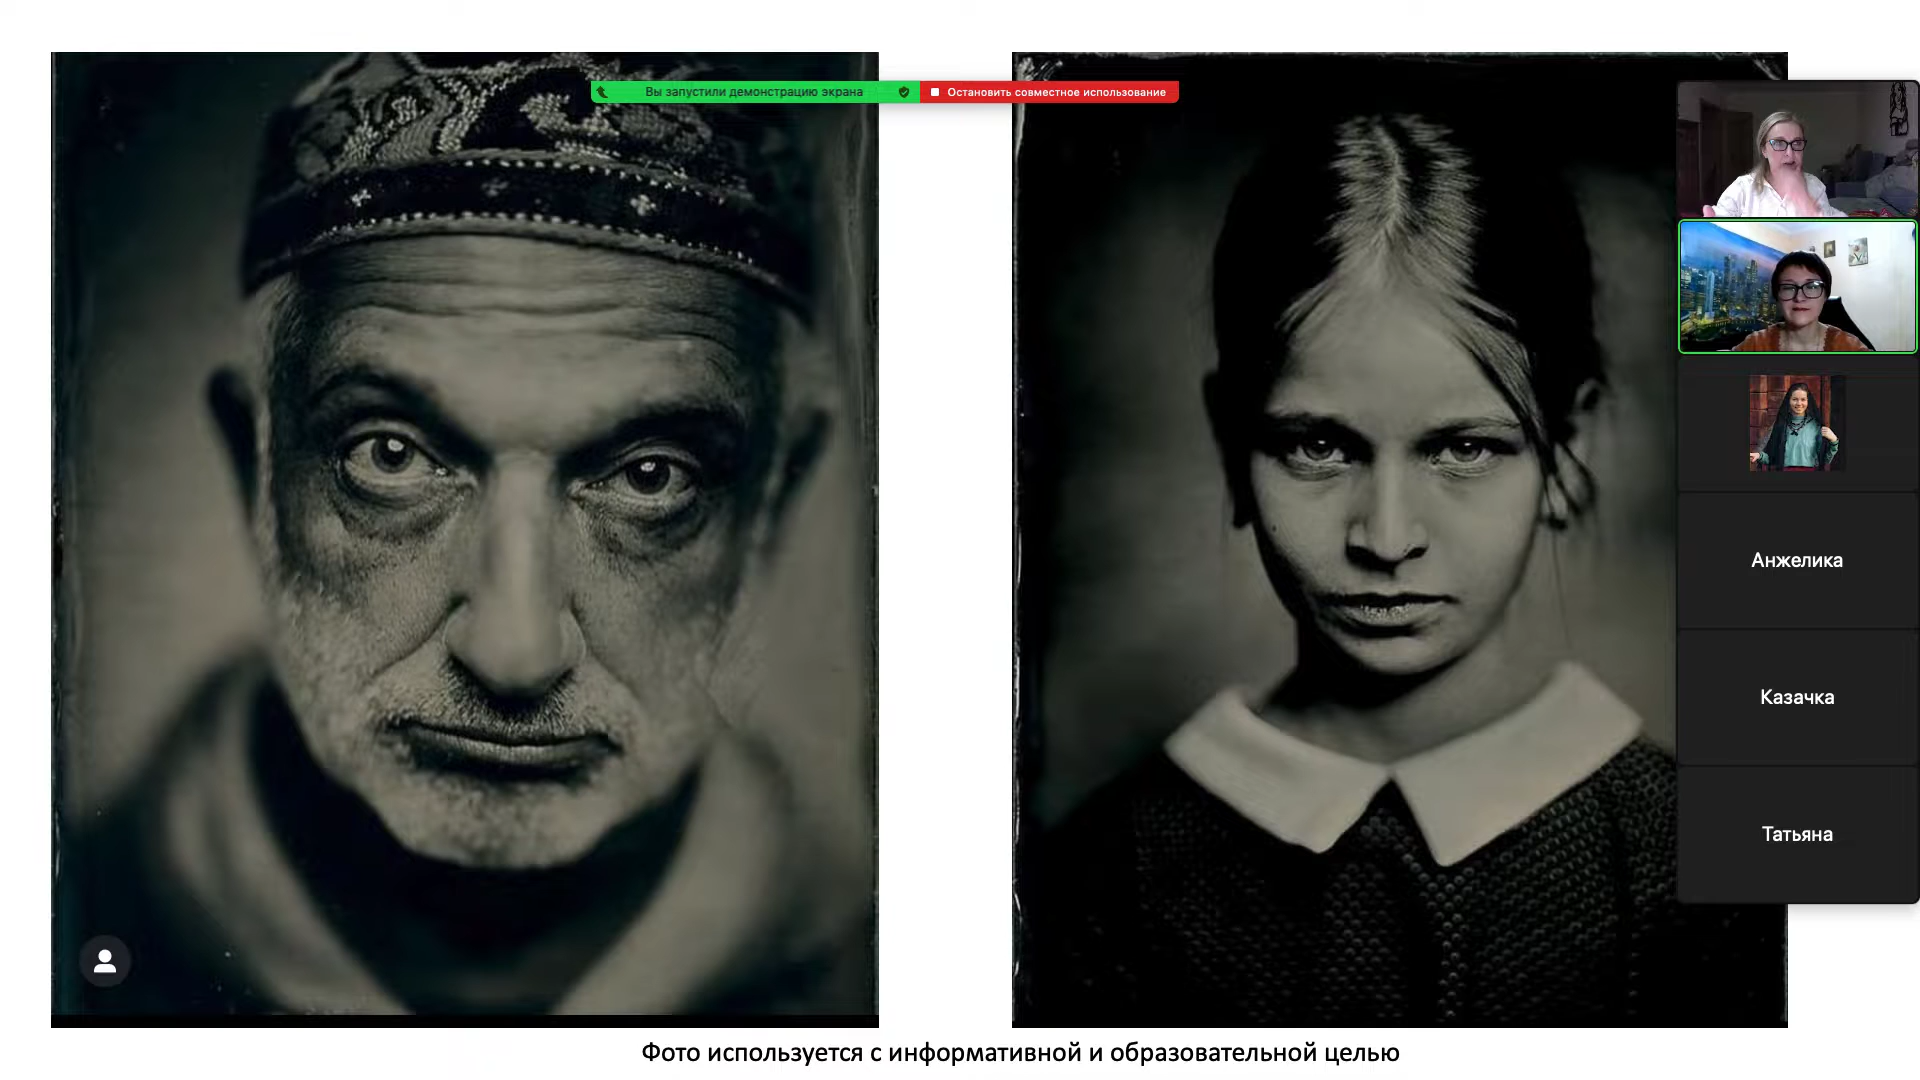 Вы запустили демонстрацию экрана
Остановить совместное использование
Анжелика
Казачка
Татьяна
Фото используется с информативной и образовательной целью